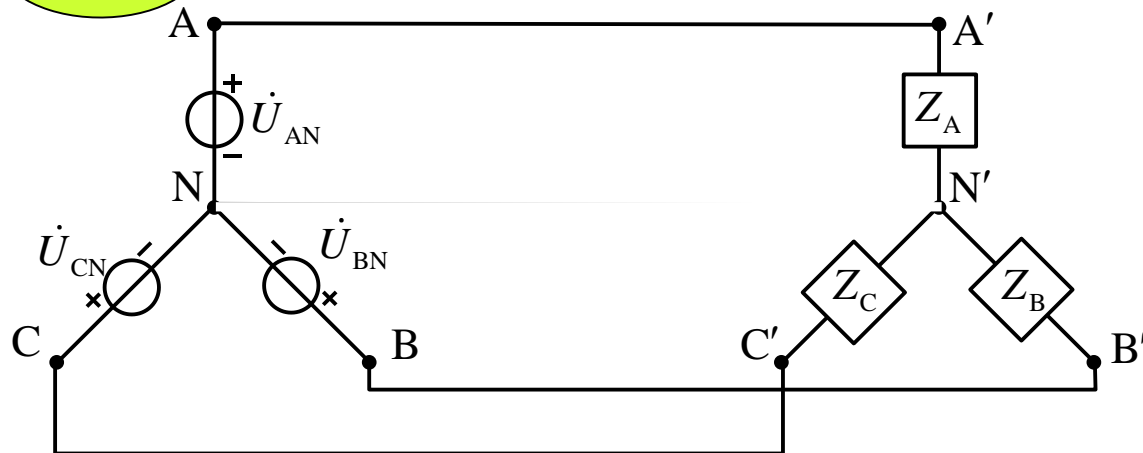 A A′
+
U̇AN ZA
−
N N′
U̇CN − − U̇BN
+ + ZC ZB
C B C′ B′